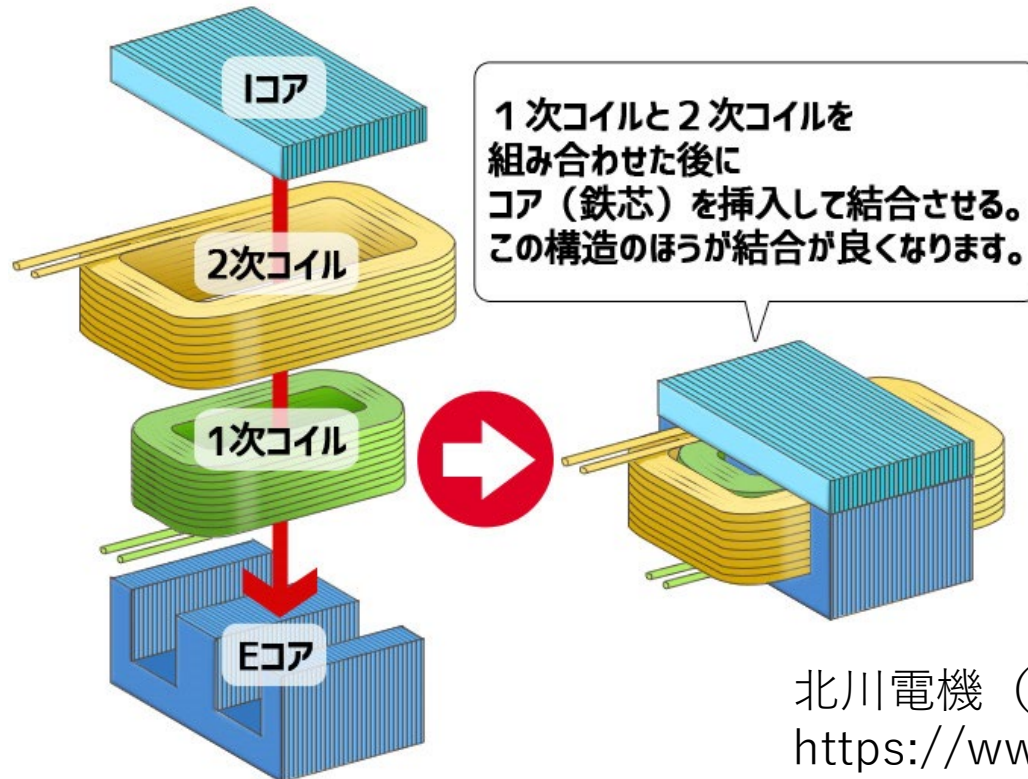 Iコア
2次コイル
1次コイル
Eコア
１次コイルと２次コイルを
組み合わせた後に
コア（鉄芯）を挿入して結合させる。
この構造のほうが結合が良くなります。
北川電機（
https://ww